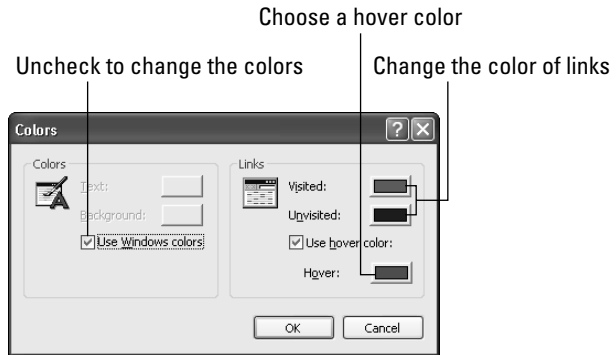 Choose a hover color
Uncheck to change the colors
Change the color of links
Colors
Colors
Text:
Background:
Use Windows colors
Links
Visited:
Unvisited:
Use hover color:
Hover:
OK
Cancel